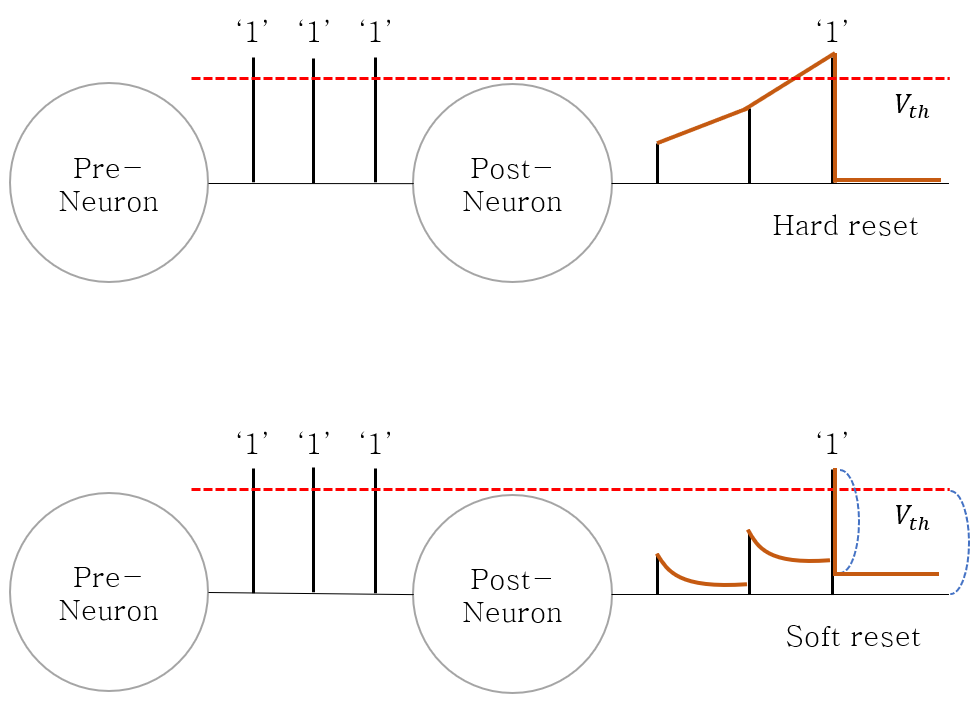 ‘1’ ‘1’ ‘1’ ‘1’
V_th
Pre-
Neuron
Post-
Neuron
Hard reset
‘1’ ‘1’ ‘1’ ‘1’
V_th
Pre-
Neuron
Post-
Neuron
Soft reset